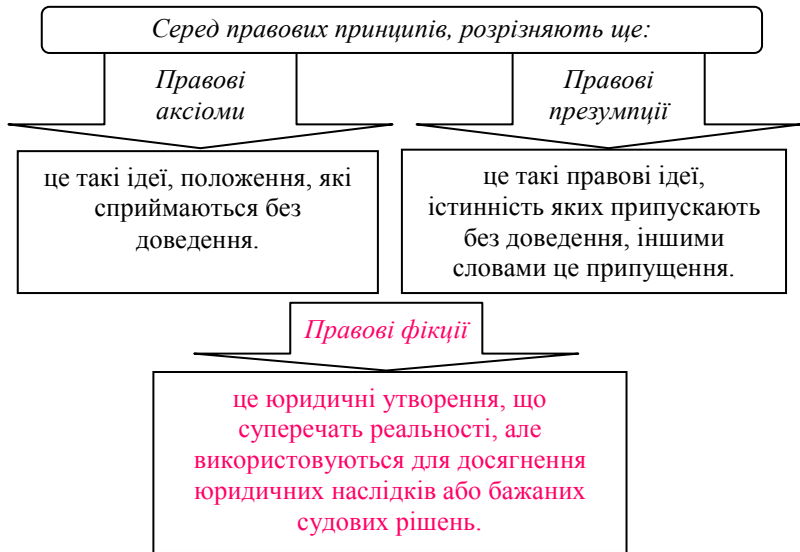 Серед правових принципів, розрізняють ще:
Правові
аксіоми
Правові
презумпції
це такі ідеї, положення, які
сприймаються без
доведення.
це такі правові ідеї,
істинність яких припускають
без доведення, іншими
словами це припущення.
Правові фікції
це юридичні утворення, що
суперечать реальності, але
використовуються для досягнення
юридичних наслідків або бажаних
судових рішень.